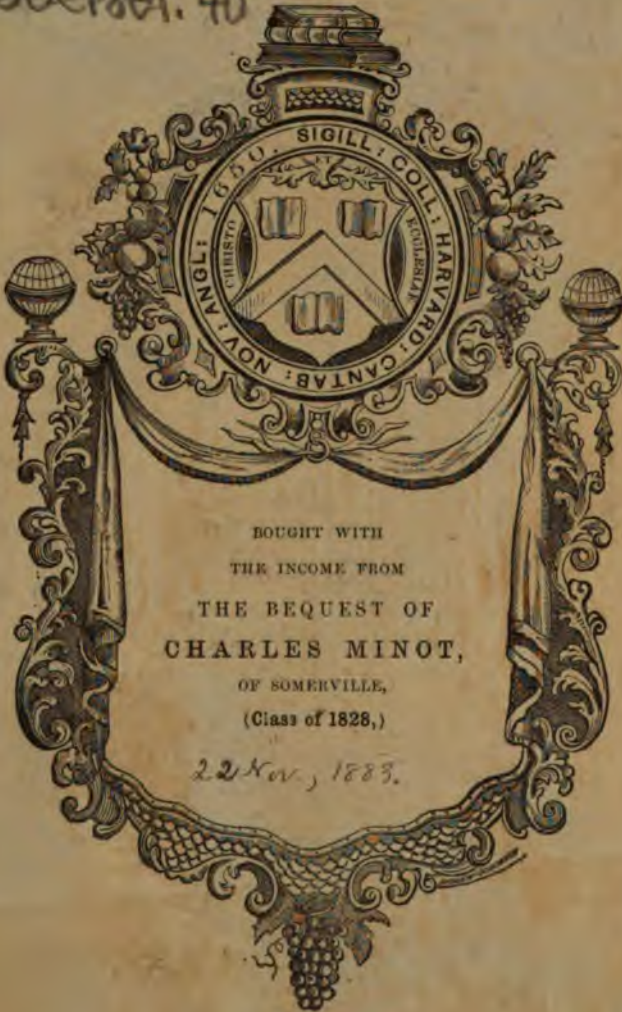 SIGILL: COLL: HARVARD: CANTAB: NOV: ANGL: 1650.
CHRISTO
ET
ECCLESIAE
BOUGHT WITH
THE INCOME FROM
THE BEQUEST OF
CHARLES MINOT,
OF SOMERVILLE,
(Class of 1828,)
22 Nov., 1883.